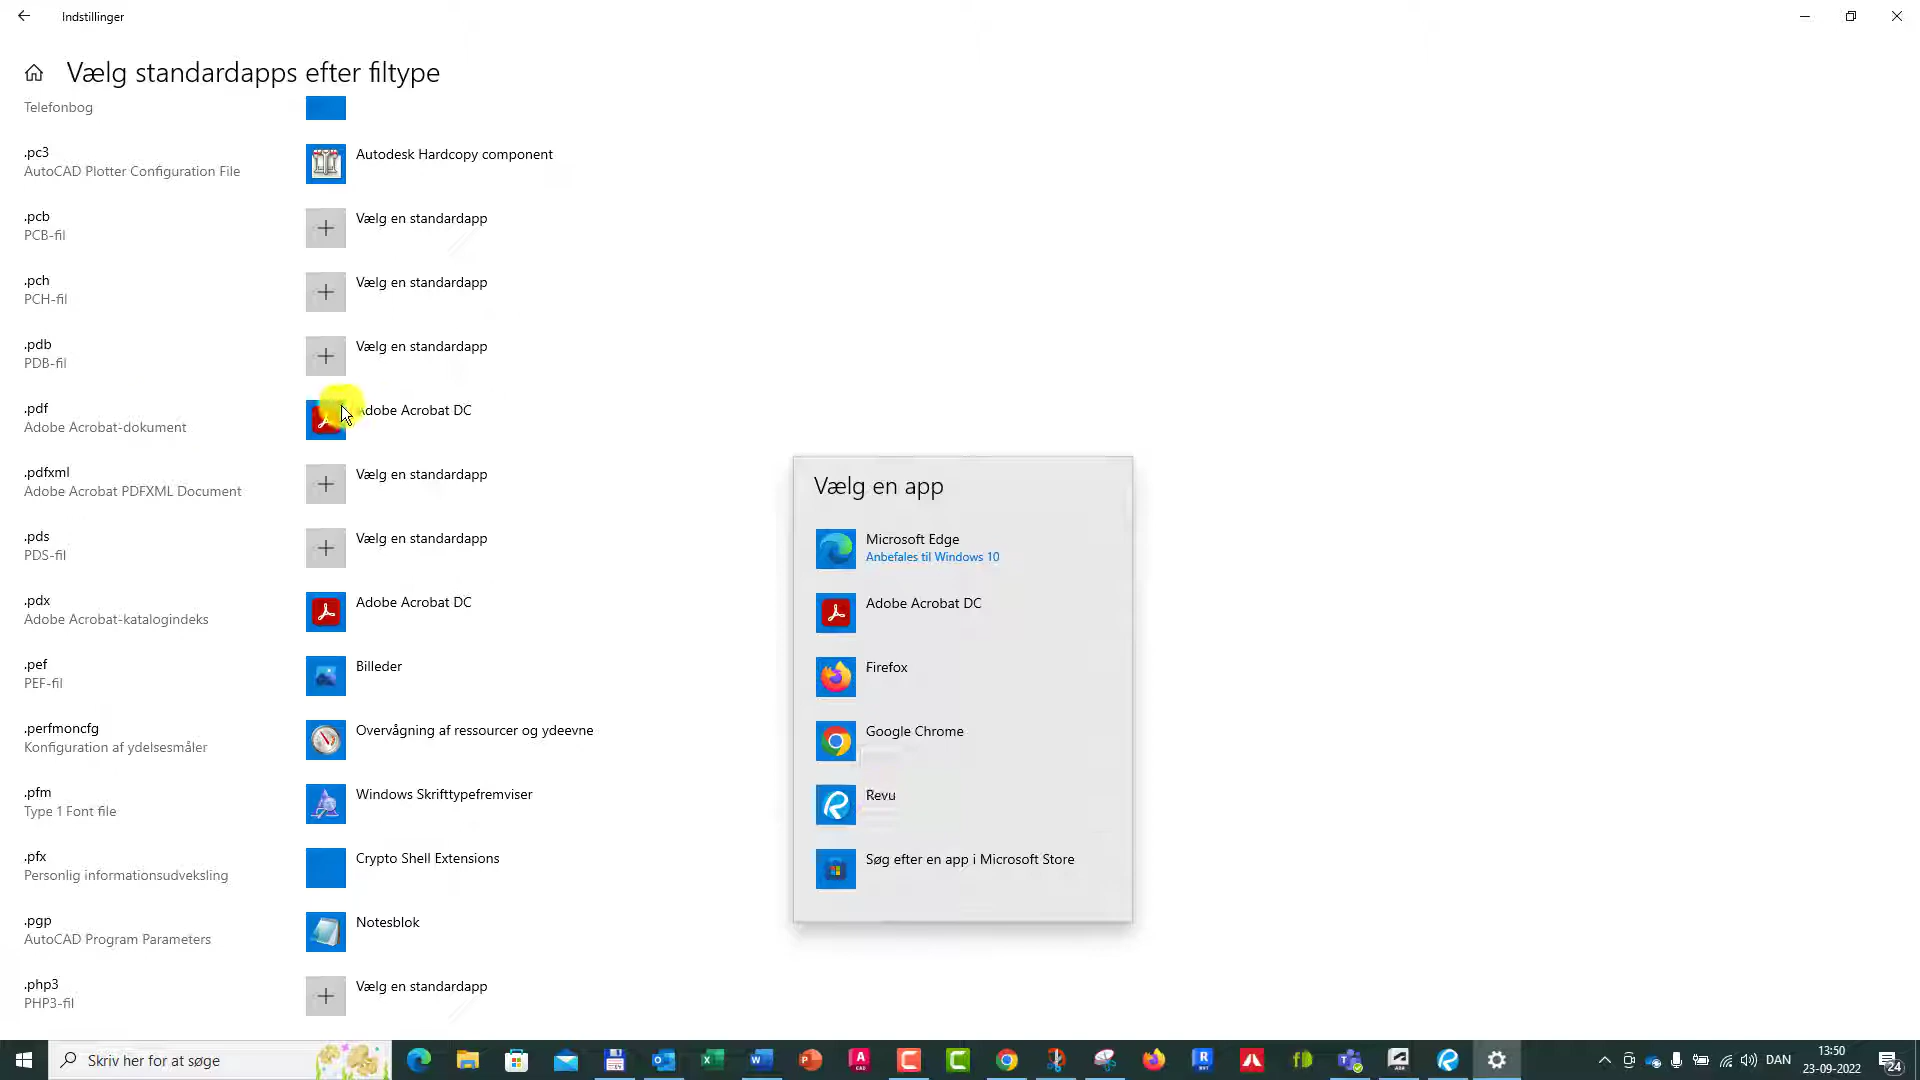 Indstillinger
Vælg standardapps efter filtype
Telefonbog
.pc3
AutoCAD Plotter Configuration File
Autodesk Hardcopy component
.pcb
PCB-fil
Vælg en standardapp
.pch
PCH-fil
Vælg en standardapp
.pdb
PDB-fil
Vælg en standardapp
.pdf
Adobe Acrobat-dokument
Adobe Acrobat DC
.pdfxml
Adobe Acrobat PDFXML Document
Vælg en standardapp
.pds
PDS-fil
Vælg en standardapp
.pdx
Adobe Acrobat-katalogindeks
Adobe Acrobat DC
.pef
PEF-fil
Billeder
.perfmoncfg
Konfiguration af ydelsesmåler
Overvågning af ressourcer og ydeevne
.pfm
Type 1 Font file
Windows Skrifttypefremviser
.pfx
Personlig informationsudveksling
Crypto Shell Extensions
.pgp
AutoCAD Program Parameters
Notesblok
.php3
PHP3-fil
Vælg en standardapp
Vælg en app
Microsoft Edge
Anbefales til Windows 10
Adobe Acrobat DC
Firefox
Google Chrome
Revu
Søg efter en app i Microsoft Store
Skriv her for at søge
DAN
13:50
23-09-2022
24